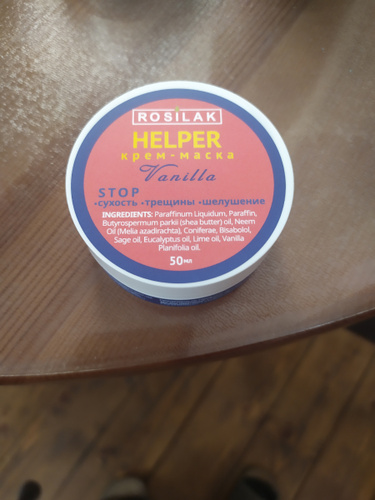 ROSiLAK
HELPER
крем-маска
Vanilla
STOP
•сухость •трещины •шелушение
INGREDIENTS: Paraffinum Liquidum, Paraffin,
Butyrospermum parkii (shea butter) oil, Neem
Oil (Melia azadirachta), Coniferae, Bisabolol,
Sage oil, Eucalyptus oil, Lime oil, Vanilla
Planifolia oil.
50мл